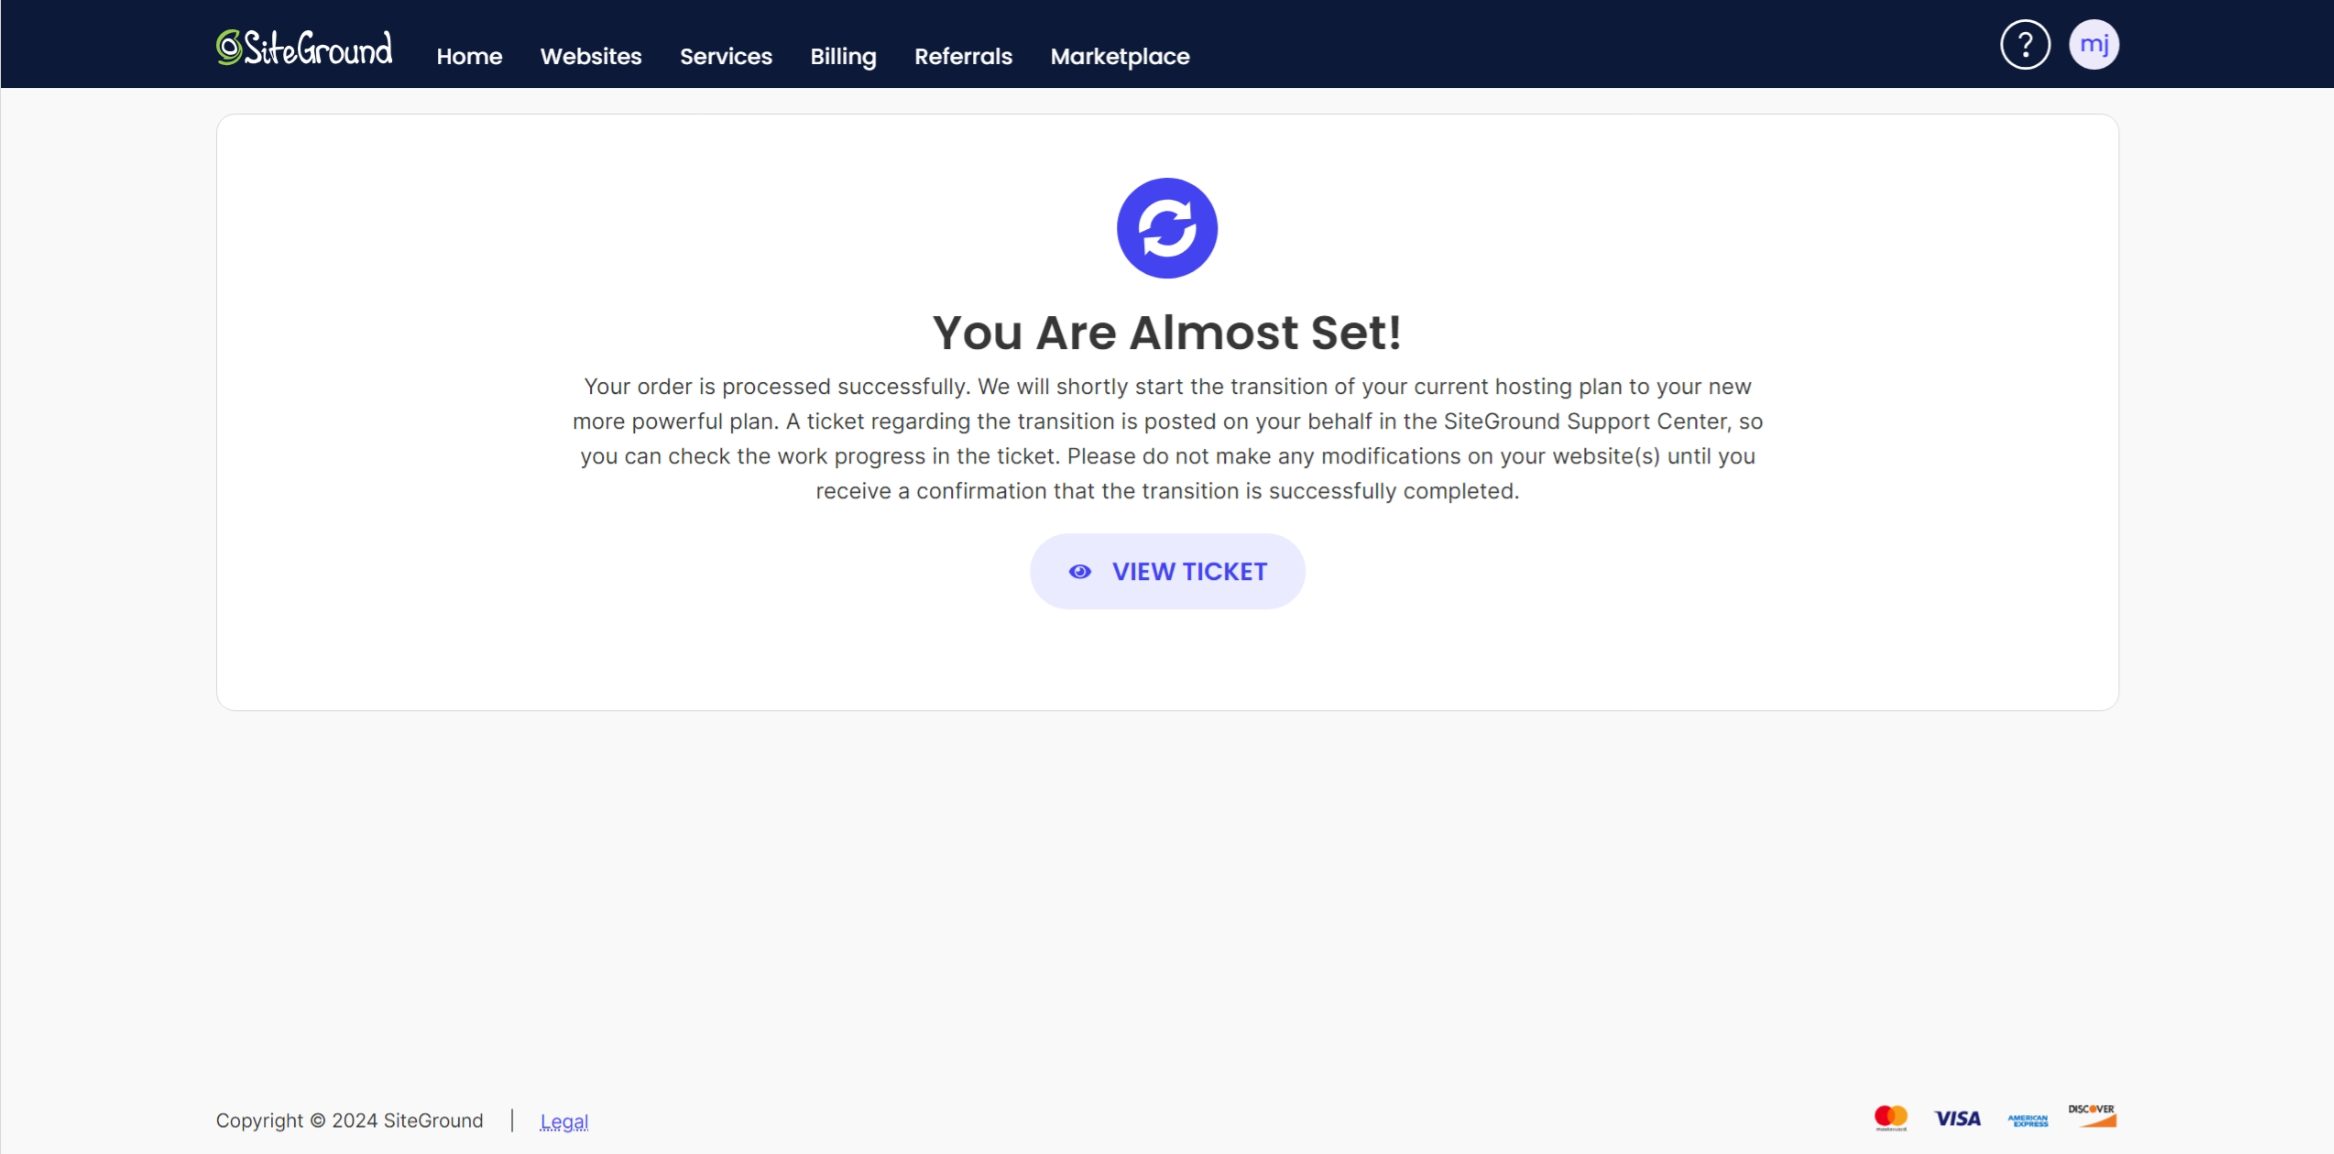 SiteGround Home Websites Services Billing Referrals Marketplace ? mj
You Are Almost Set!
Your order is processed successfully. We will shortly start the transition of your current hosting plan to your new
more powerful plan. A ticket regarding the transition is posted on your behalf in the SiteGround Support Center, so
you can check the work progress in the ticket. Please do not make any modifications on your website(s) until you
receive a confirmation that the transition is successfully completed.
VIEW TICKET
Copyright © 2024 SiteGround | Legal
mastercard VISA AMERICAN EXPRESS DISCOVER